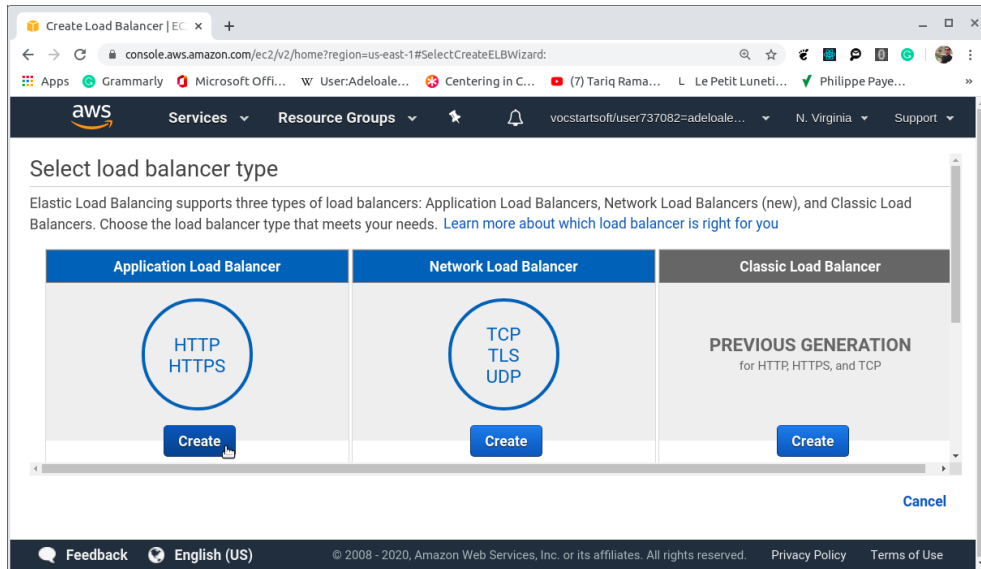 Create Load Balancer | EC
console.aws.amazon.com/ec2/v2/home?region=us-east-1#SelectCreateELBWizard:
Apps Grammarly Microsoft Offi... User:Adeloale... Centering in C... (7) Tariq Rama... Le Petit Luneti... Philippe Paye... »
aws Services Resource Groups vocstartsoft/user737082=adeloale... N. Virginia Support
Select load balancer type
Elastic Load Balancing supports three types of load balancers: Application Load Balancers, Network Load Balancers (new), and Classic Load
Balancers. Choose the load balancer type that meets your needs. Learn more about which load balancer is right for you
Application Load Balancer Network Load Balancer Classic Load Balancer
HTTP
HTTPS
TCP
TLS
UDP
PREVIOUS GENERATION
for HTTP, HTTPS, and TCP
Create Create Create
Cancel
Feedback English (US) © 2008 - 2020, Amazon Web Services, Inc. or its affiliates. All rights reserved. Privacy Policy Terms of Use